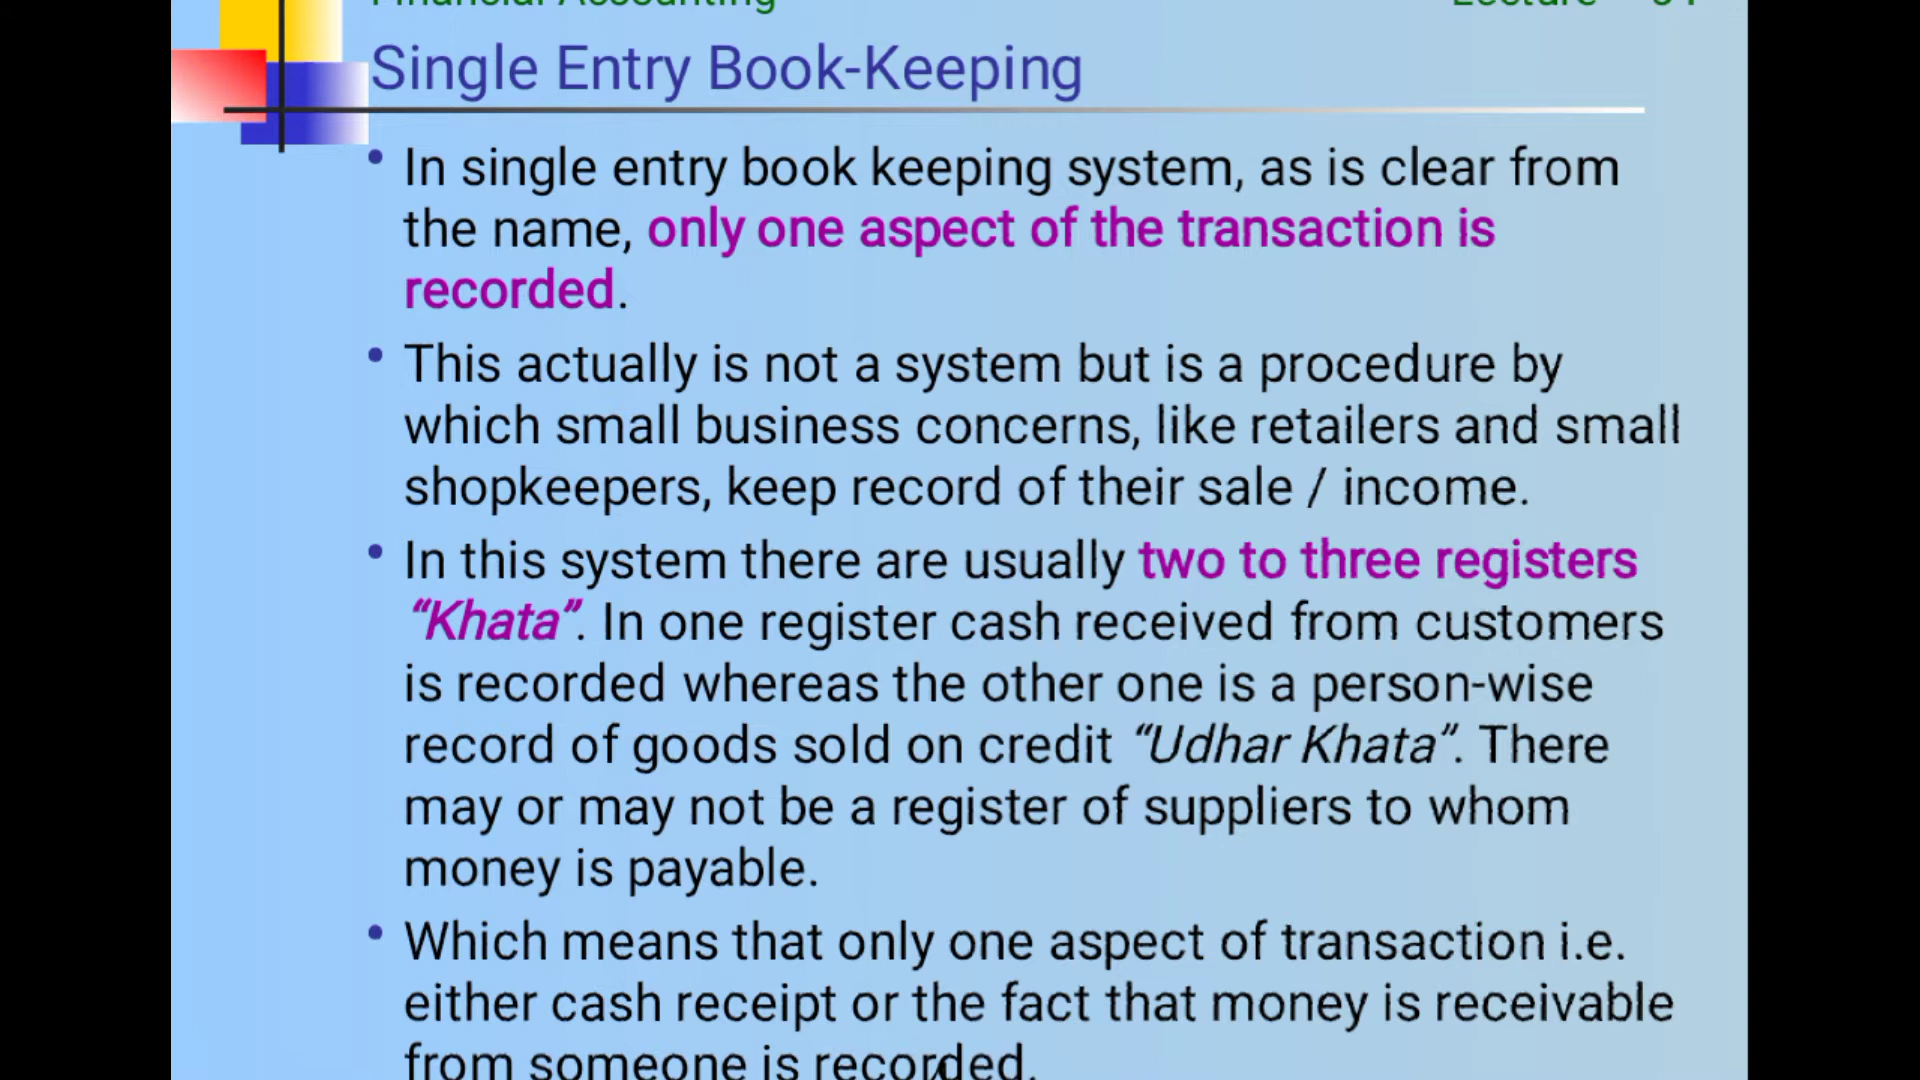 Financial Accounting Lecture – 01
Single Entry Book-Keeping
• In single entry book keeping system, as is clear from
the name, only one aspect of the transaction is
recorded.
• This actually is not a system but is a procedure by
which small business concerns, like retailers and small
shopkeepers, keep record of their sale / income.
• In this system there are usually two to three registers
“Khata”. In one register cash received from customers
is recorded whereas the other one is a person-wise
record of goods sold on credit “Udhar Khata”. There
may or may not be a register of suppliers to whom
money is payable.
• Which means that only one aspect of transaction i.e.
either cash receipt or the fact that money is receivable
from someone is recorded.